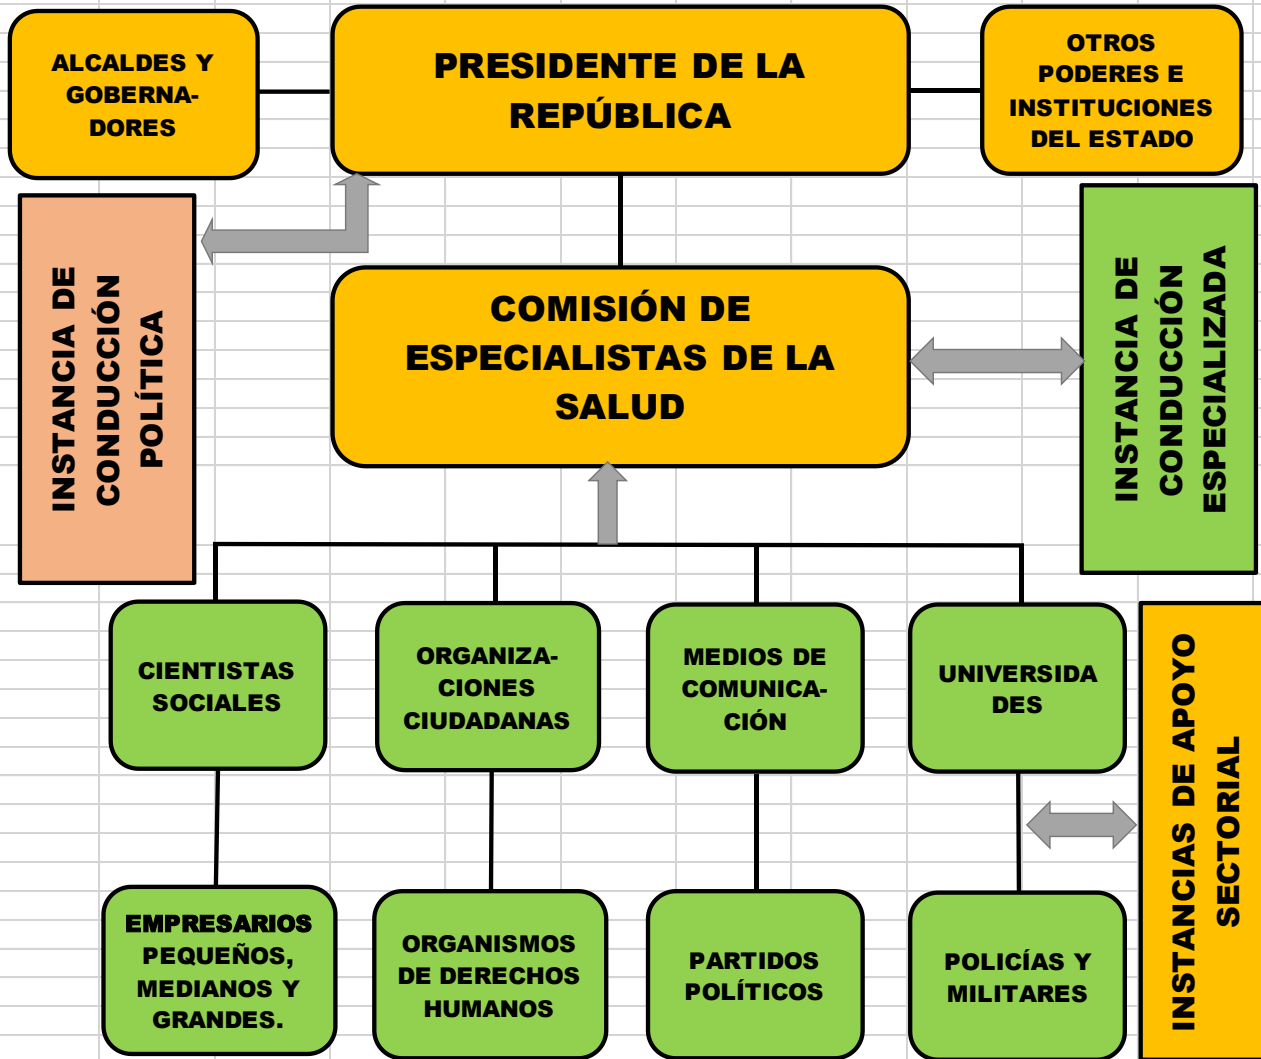 ALCALDES Y
GOBERNA-
DORES
PRESIDENTE DE LA
REPÚBLICA
OTROS
PODERES E
INSTITUCIONES
DEL ESTADO
INSTANCIA DE
CONDUCCIÓN
POLÍTICA
COMISIÓN DE
ESPECIALISTAS DE LA
SALUD
INSTANCIA DE
CONDUCCIÓN
ESPECIALIZADA
CIENTISTAS
SOCIALES
ORGANIZA-
CIONES
CIUDADANAS
MEDIOS DE
COMUNICA-
CIÓN
UNIVERSIDA
DES
INSTANCIAS DE APOYO
SECTORIAL
EMPRESARIOS
PEQUEÑOS,
MEDIANOS Y
GRANDES.
ORGANISMOS
DE DERECHOS
HUMANOS
PARTIDOS
POLÍTICOS
POLICÍAS Y
MILITARES